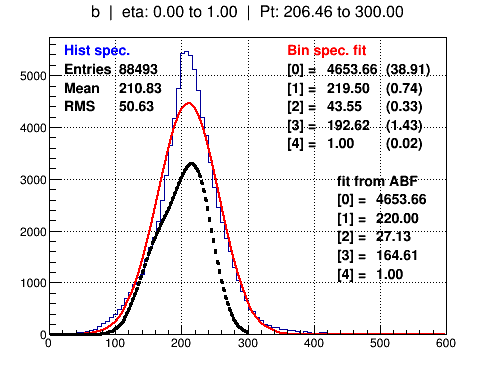 b | eta: 0.00 to 1.00 | Pt: 206.46 to 300.00
Hist spec.
Entries 88493
Mean 210.83
RMS 50.63
Bin spec. fit
[0] = 4653.66 (38.91)
[1] = 219.50 (0.74)
[2] = 43.55 (0.33)
[3] = 192.62 (1.43)
[4] = 1.00 (0.02)
fit from ABF
[0] = 4653.66
[1] = 220.00
[2] = 27.13
[3] = 164.61
[4] = 1.00
5000
4000
3000
2000
1000
0
0 100 200 300 400 500 600